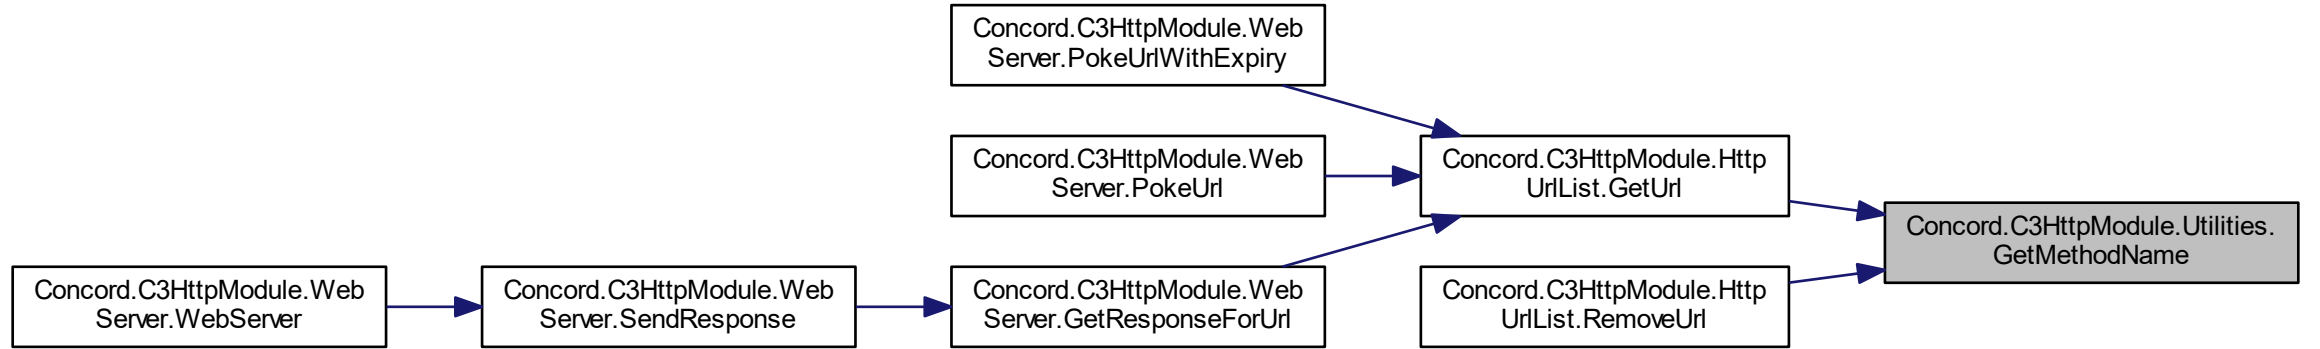 Concord.C3HttpModule.Web
Server.PokeUrlWithExpiry
Concord.C3HttpModule.Web
Server.PokeUrl
Concord.C3HttpModule.Http
UrlList.GetUrl
Concord.C3HttpModule.Utilities.
GetMethodName
Concord.C3HttpModule.Web
Server.WebServer
Concord.C3HttpModule.Web
Server.SendResponse
Concord.C3HttpModule.Web
Server.GetResponseForUrl
Concord.C3HttpModule.Http
UrlList.RemoveUrl